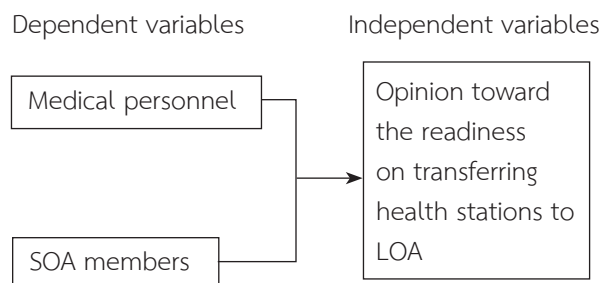 Dependent variables
Independent variables
Medical personnel
SOA members
Opinion toward
the readiness
on transferring
health stations to
LOA